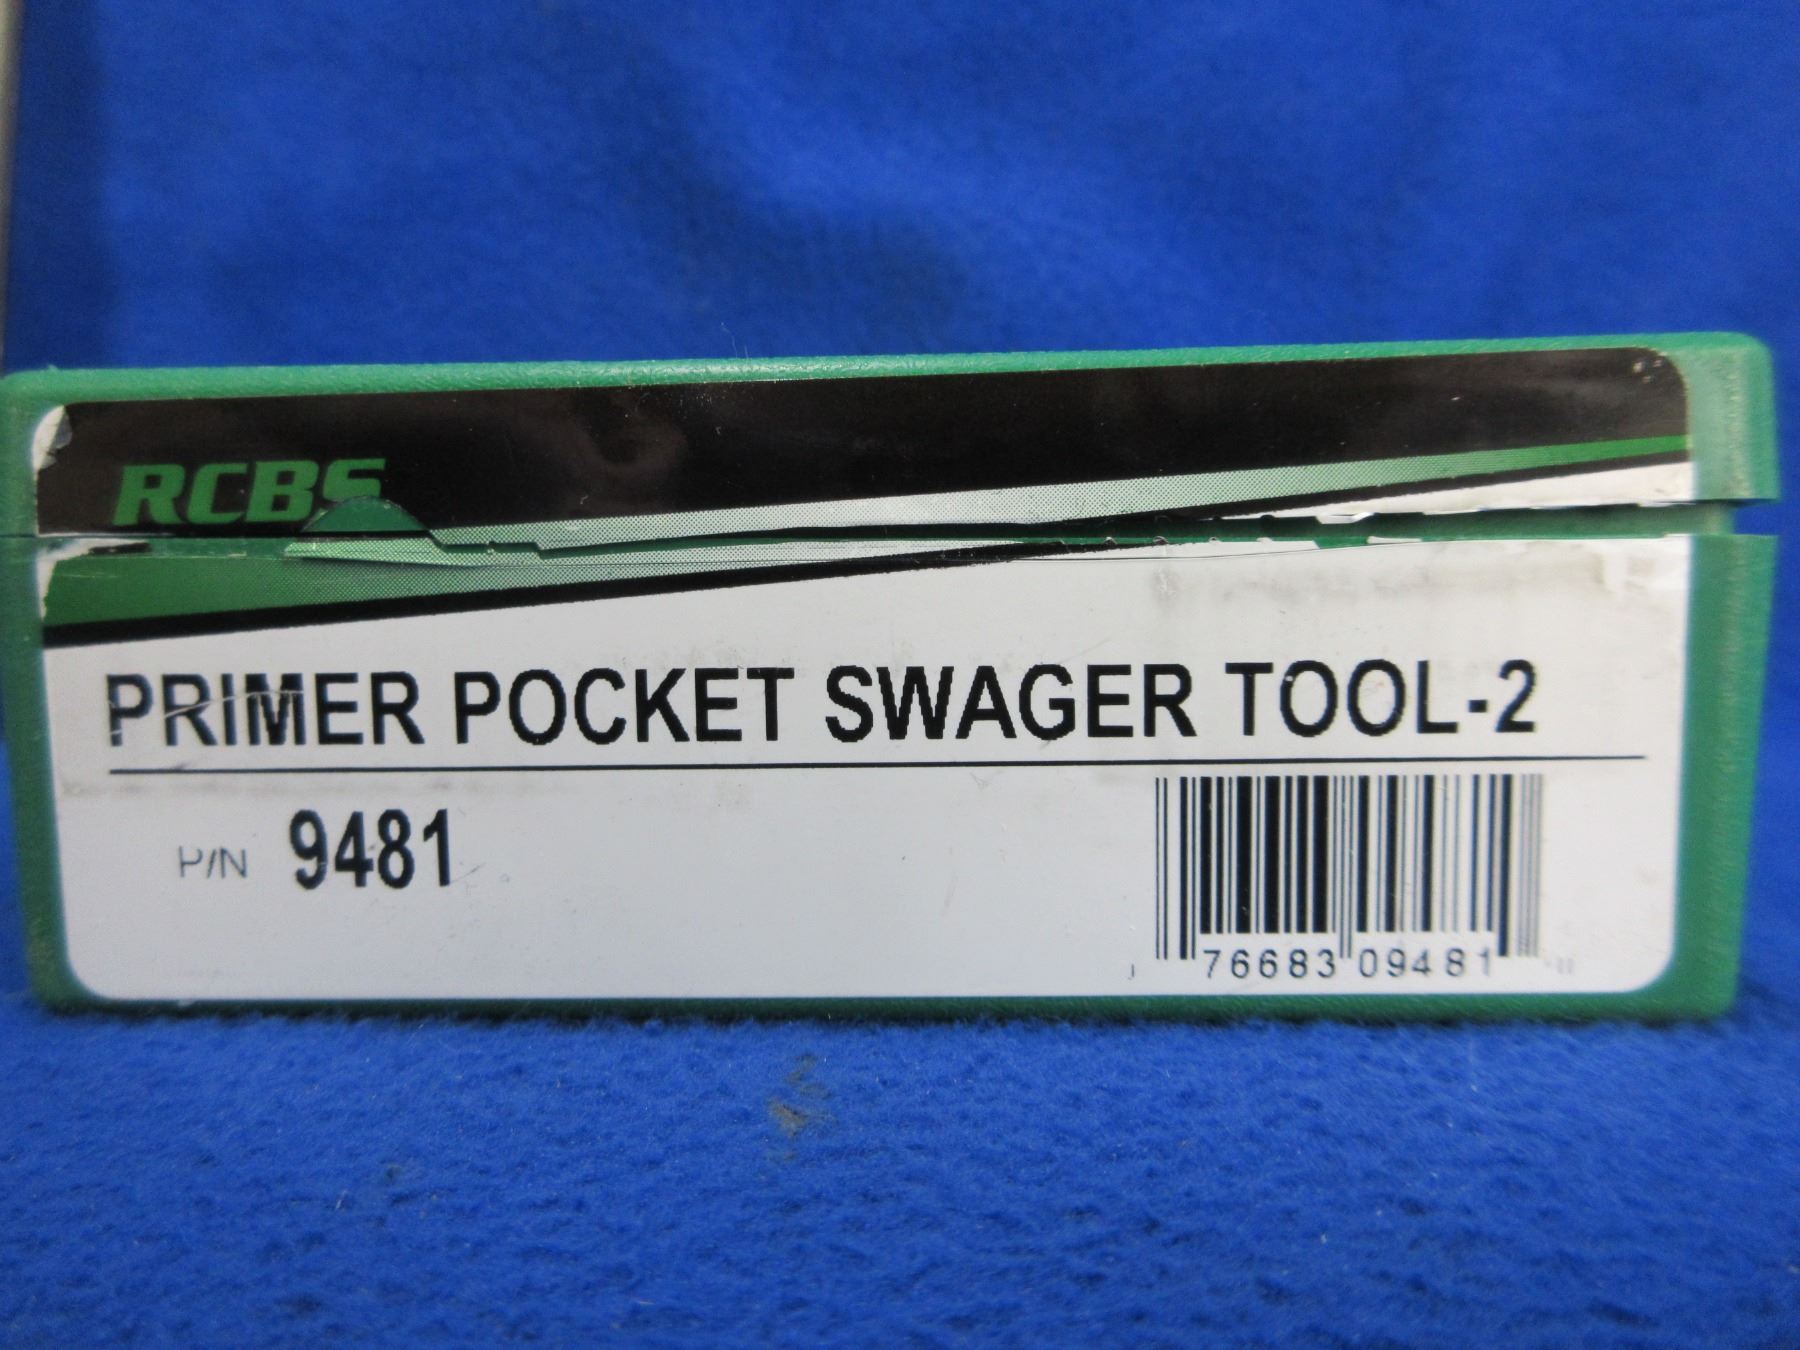 RCBS
PRIMER POCKET SWAGER TOOL-2
P/N 9481
76683 09481